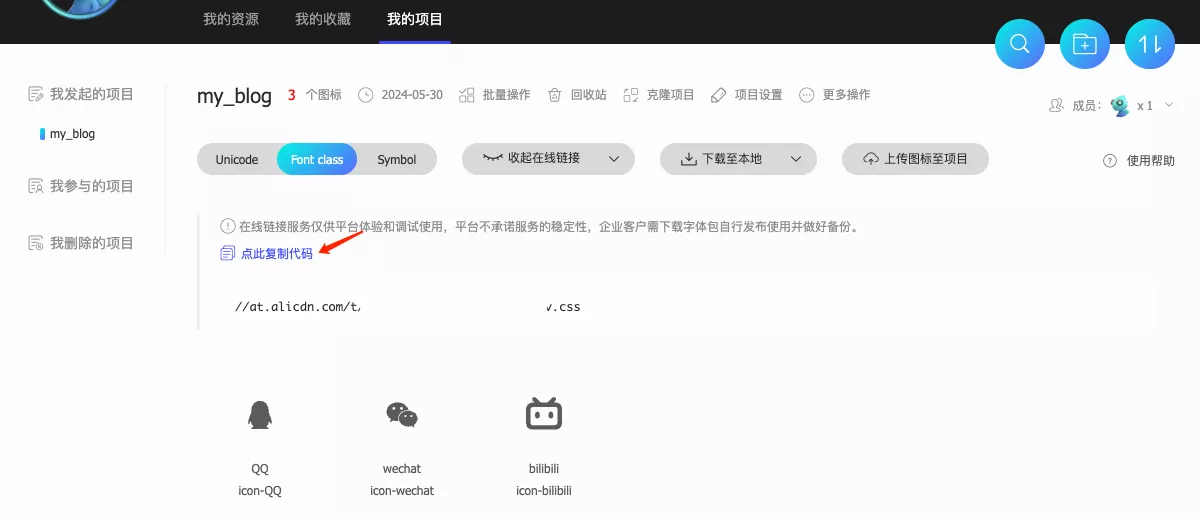 我的资源 我的收藏 我的项目
我发起的项目
my_blog
我参与的项目
我删除的项目
my_blog 3 个图标 2024-05-30 批量操作 回收站 克隆项目 项目设置 更多操作
成员： x 1
Unicode Font class Symbol 收起在线链接 下载至本地 上传图标至项目
使用帮助
在线链接服务仅供平台体验和调试使用，平台不承诺服务的稳定性，企业客户需下载字体包自行发布使用并做好备份。
点此复制代码
//at.alicdn.com/t/ .css
QQ wechat bilibili
icon-QQ icon-wechat icon-bilibili